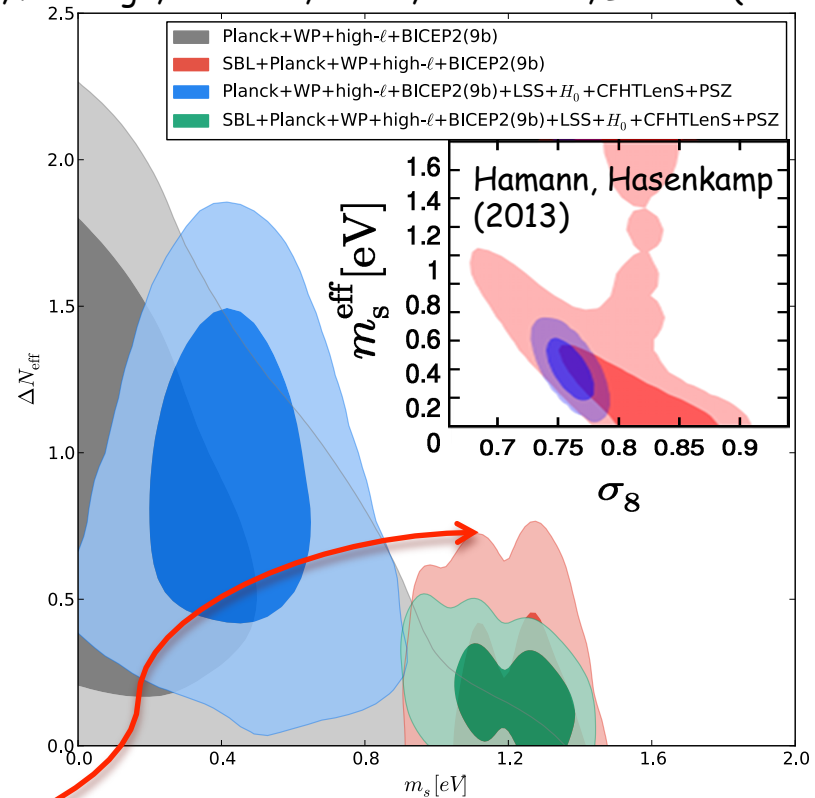 2.5
Planck+WP+high-ℓ+BICEP2(9b)
SBL+Planck+WP+high-ℓ+BICEP2(9b)
Planck+WP+high-ℓ+BICEP2(9b)+LSS+H₀+CFHTLenS+PSZ
SBL+Planck+WP+high-ℓ+BICEP2(9b)+LSS+H₀+CFHTLenS+PSZ
2.0
1.5
1.0
0.5
0.0
ΔN_eff
0.0 0.4 0.8 1.2 1.6 2.0
m_s [eV]
Hamann, Hasenkamp
(2013)
m_s^eff [eV]
1.6
1.4
1.2
1
0.8
0.6
0.4
0.2
0
0.7 0.75 0.8 0.85 0.9
σ₈